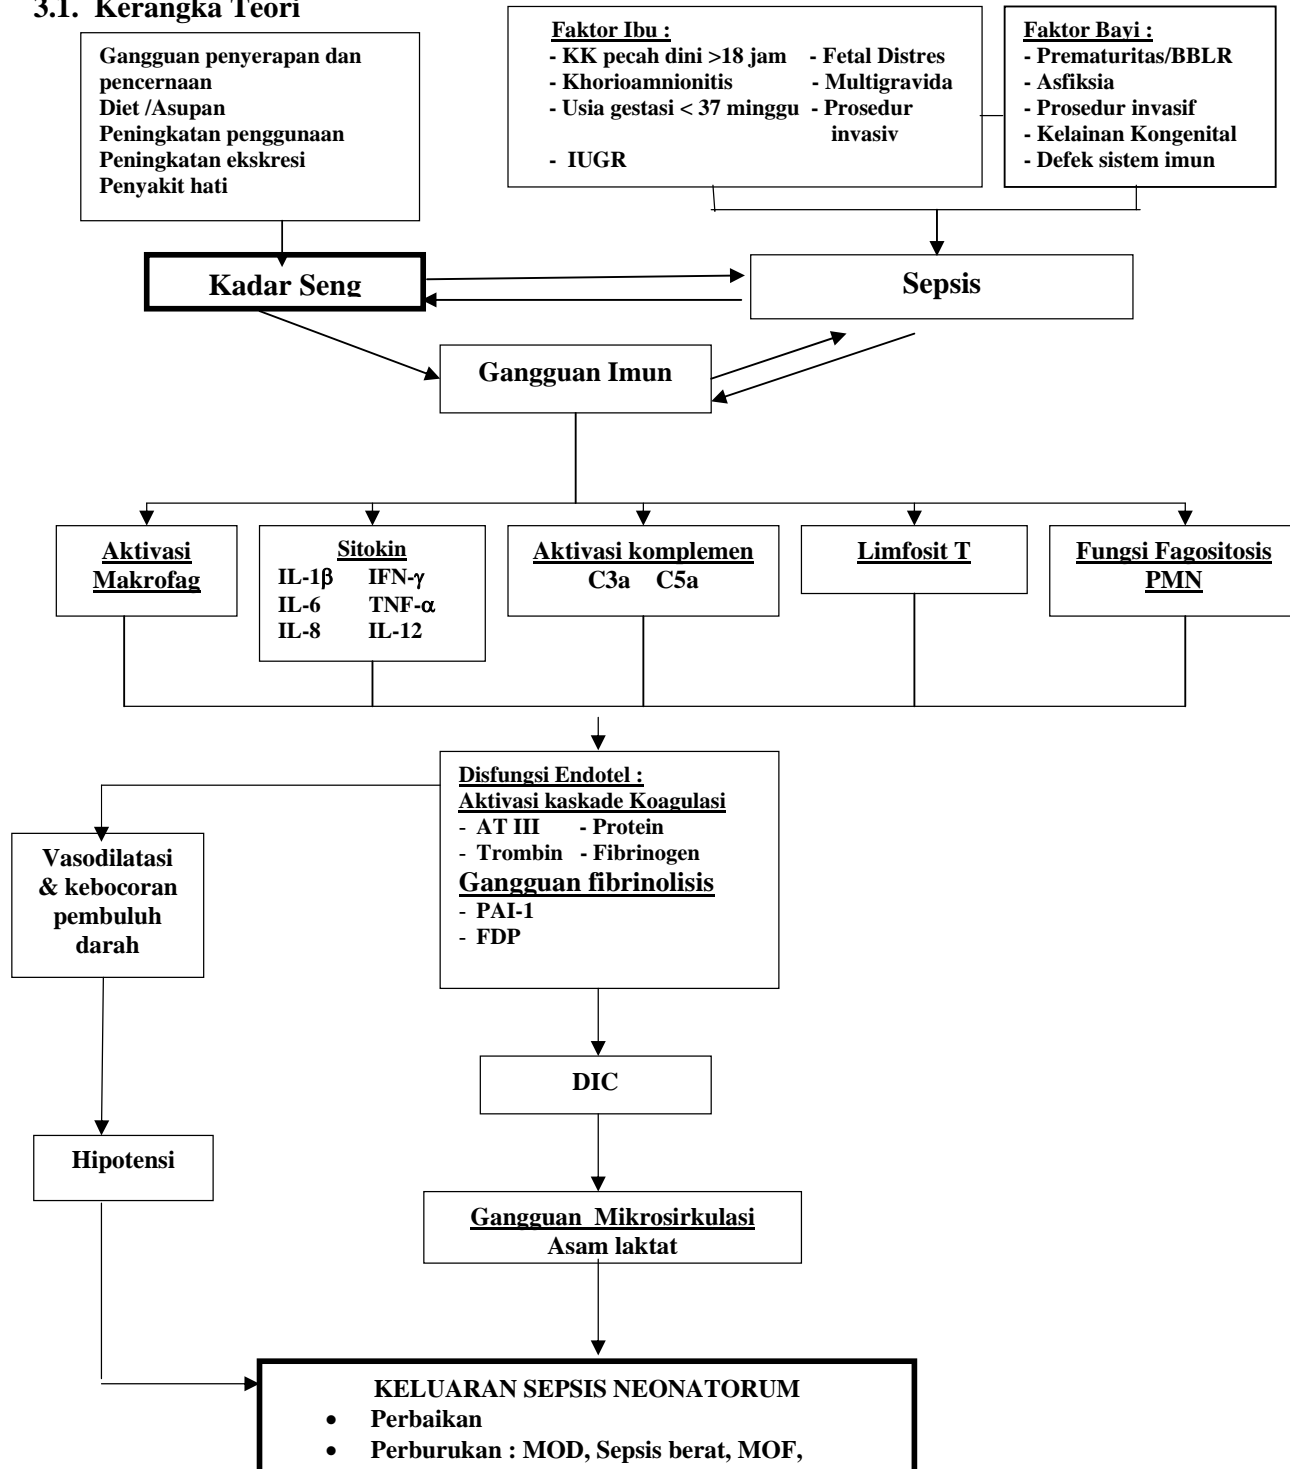 3.1. Kerangka Teori
Gangguan penyerapan dan
pencernaan
Diet /Asupan
Peningkatan penggunaan
Peningkatan ekskresi
Penyakit hati
Faktor Ibu :
- KK pecah dini >18 jam - Fetal Distres
- Khorioamnionitis - Multigravida
- Usia gestasi < 37 minggu - Prosedur
invasiv
- IUGR
Faktor Bayi :
- Prematuritas/BBLR
- Asfiksia
- Prosedur invasif
- Kelainan Kongenital
- Defek sistem imun
Kadar Seng
Sepsis
Gangguan Imun
Aktivasi
Makrofag
Sitokin
IL-1β IFN-γ
IL-6 TNF-α
IL-8 IL-12
Aktivasi komplemen
C3a C5a
Limfosit T
Fungsi Fagositosis
PMN
Disfungsi Endotel :
Aktivasi kaskade Koagulasi
- AT III - Protein
- Trombin - Fibrinogen
Gangguan fibrinolisis
- PAI-1
- FDP
Vasodilatasi
& kebocoran
pembuluh
darah
DIC
Hipotensi
Gangguan Mikrosirkulasi
Asam laktat
KELUARAN SEPSIS NEONATORUM
• Perbaikan
• Perburukan : MOD, Sepsis berat, MOF,